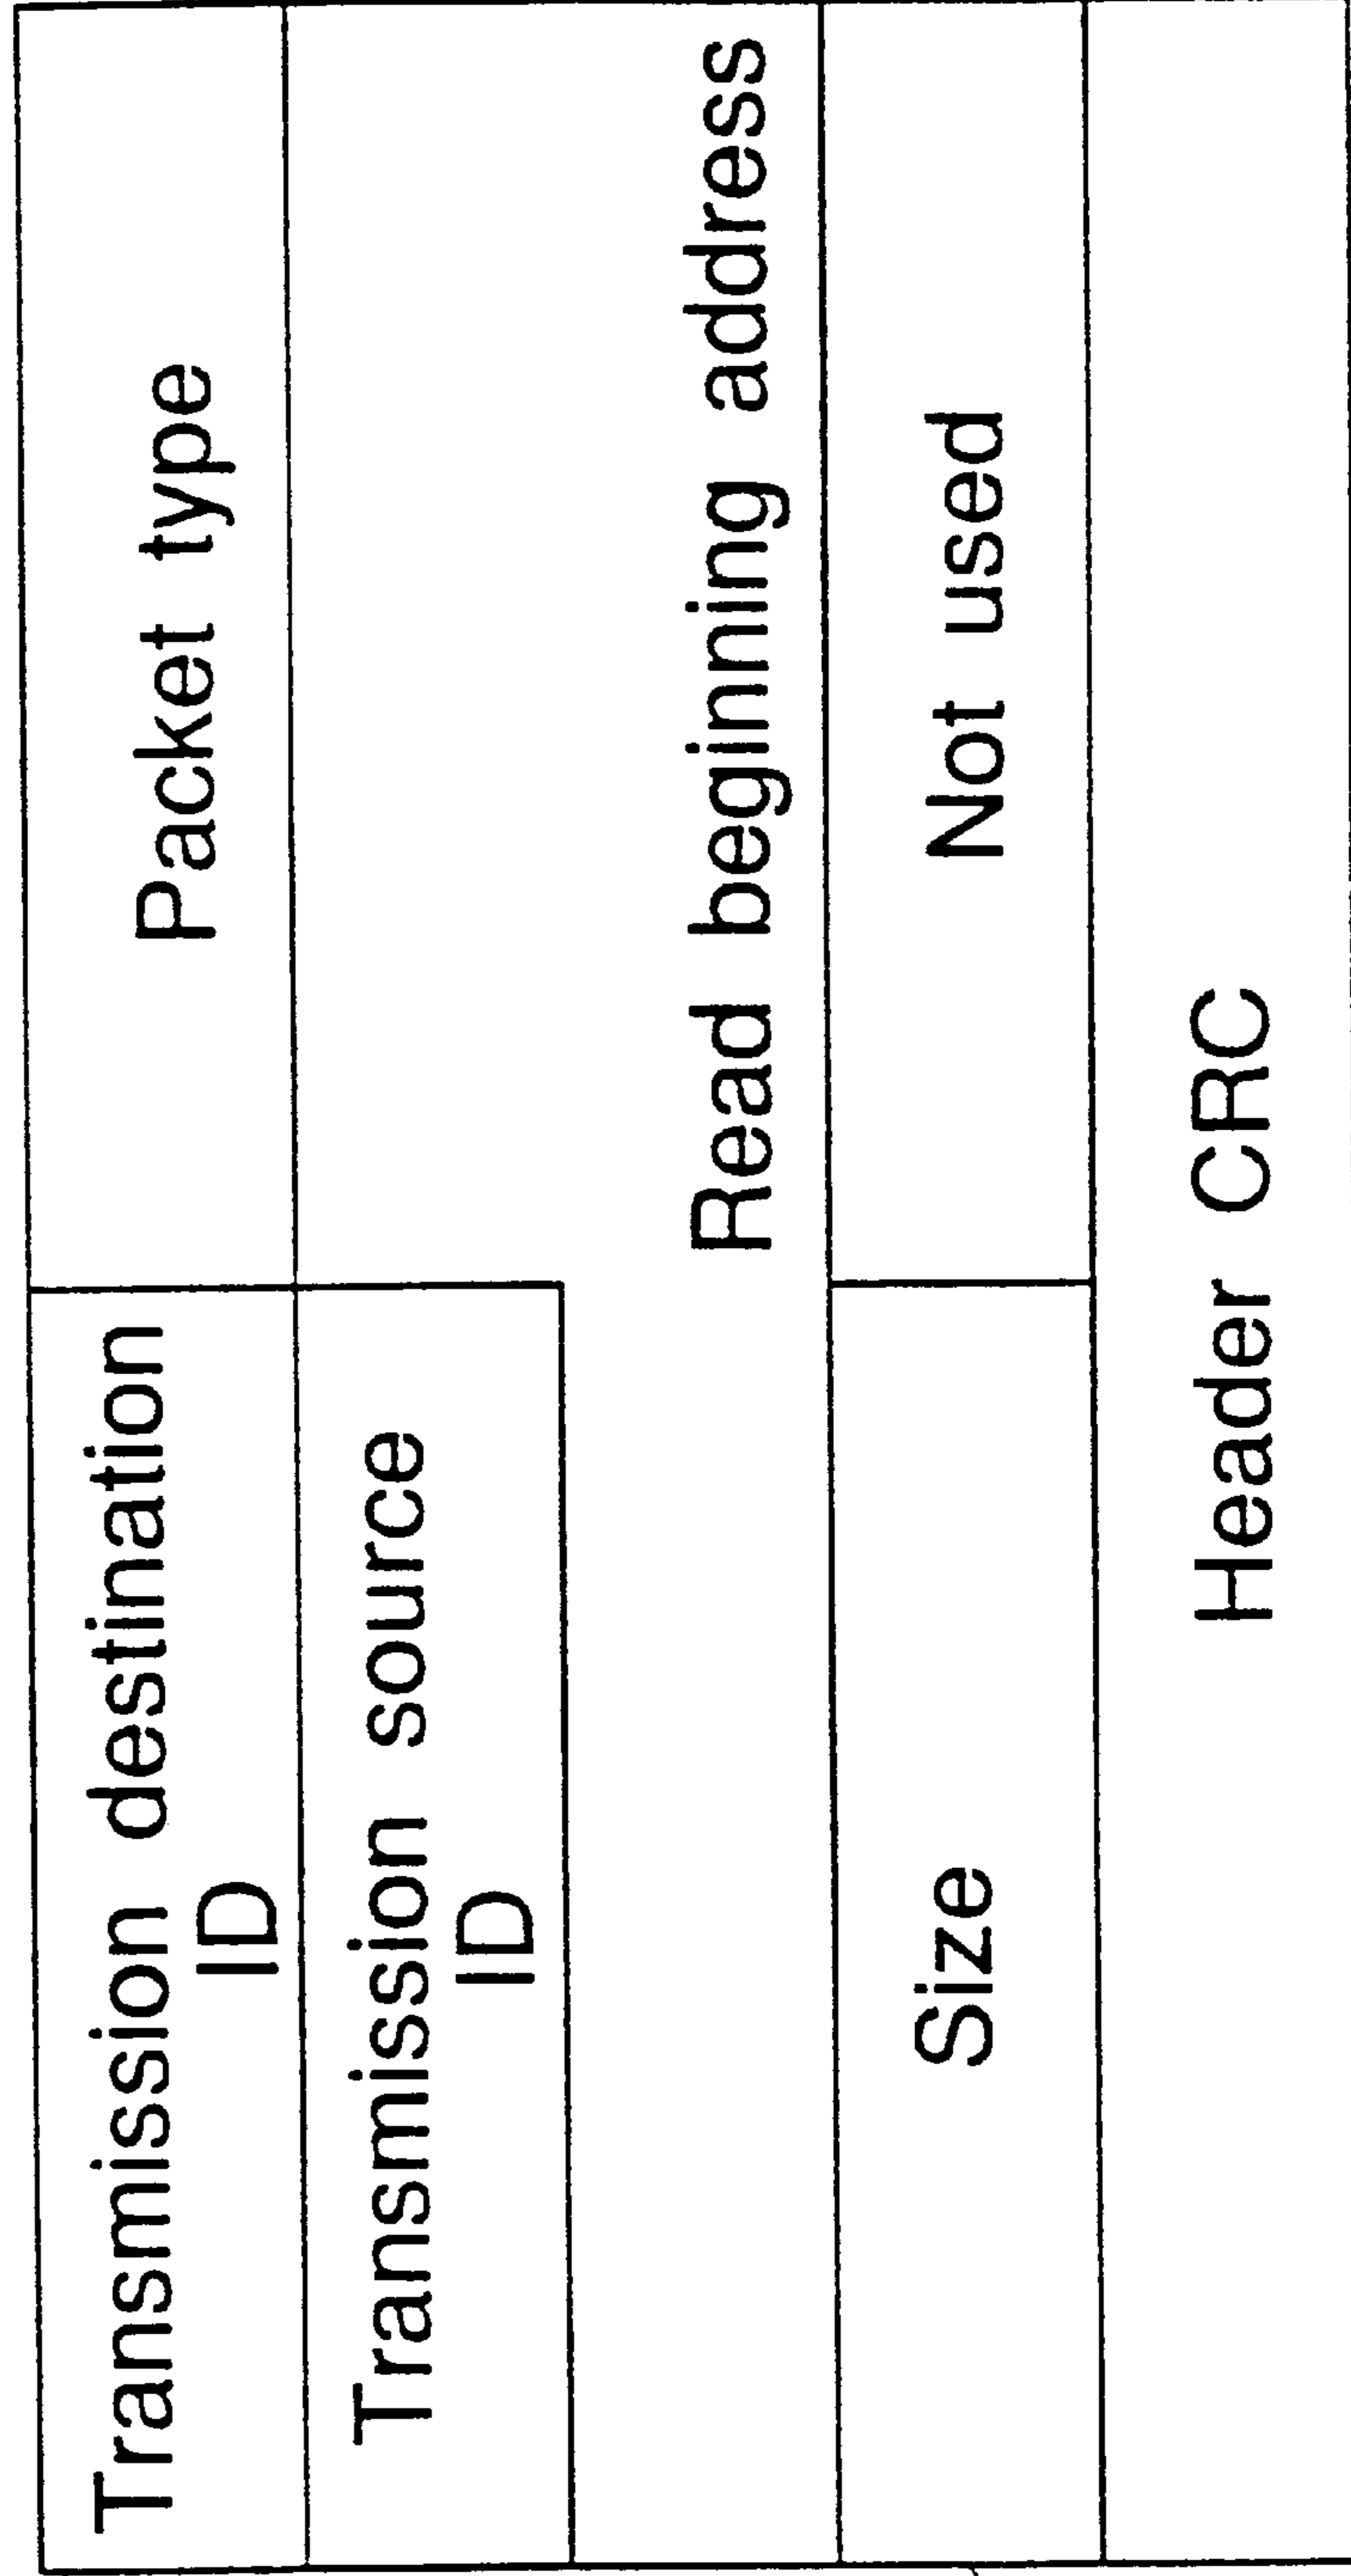 Transmission destination
ID
Packet type
Transmission source
ID
Read beginning address
Size
Not used
Header CRC